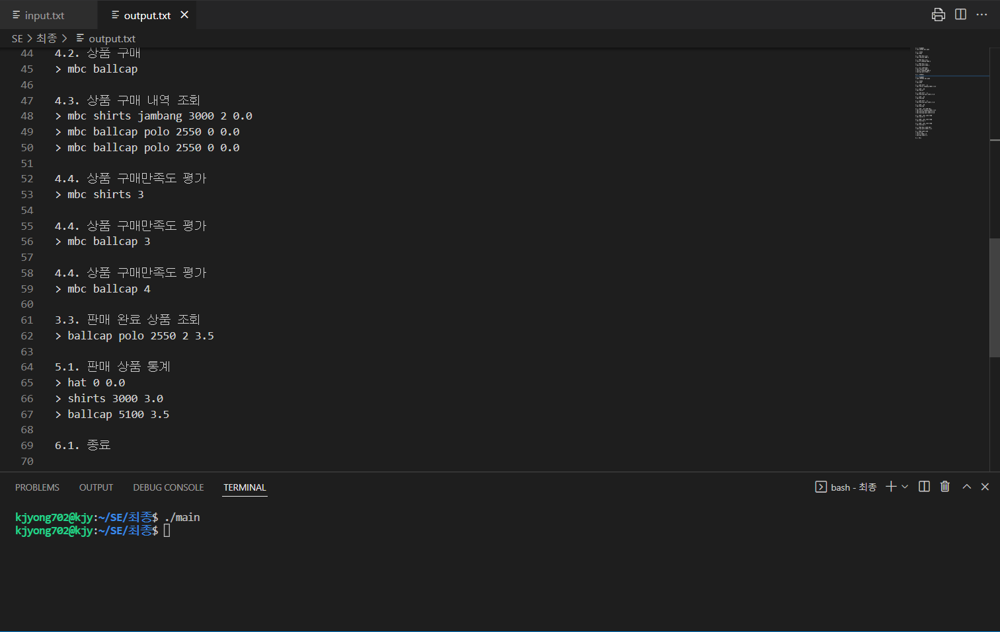 input.txt
output.txt
SE > 최종 > output.txt
44 4.2. 상품 구매
45 > mbc ballcap
46
47 4.3. 상품 구매 내역 조회
48 > mbc shirts jambang 3000 2 0.0
49 > mbc ballcap polo 2550 0 0.0
50 > mbc ballcap polo 2550 0 0.0
51
52 4.4. 상품 구매만족도 평가
53 > mbc shirts 3
54
55 4.4. 상품 구매만족도 평가
56 > mbc ballcap 3
57
58 4.4. 상품 구매만족도 평가
59 > mbc ballcap 4
60
61 3.3. 판매 완료 상품 조회
62 > ballcap polo 2550 2 3.5
63
64 5.1. 판매 상품 통계
65 > hat 0 0.0
66 > shirts 3000 3.0
67 > ballcap 5100 3.5
68
69 6.1. 종료
70
PROBLEMS OUTPUT DEBUG CONSOLE TERMINAL bash - 최종
kjyong702@kjy:~/SE/최종$ ./main
kjyong702@kjy:~/SE/최종$